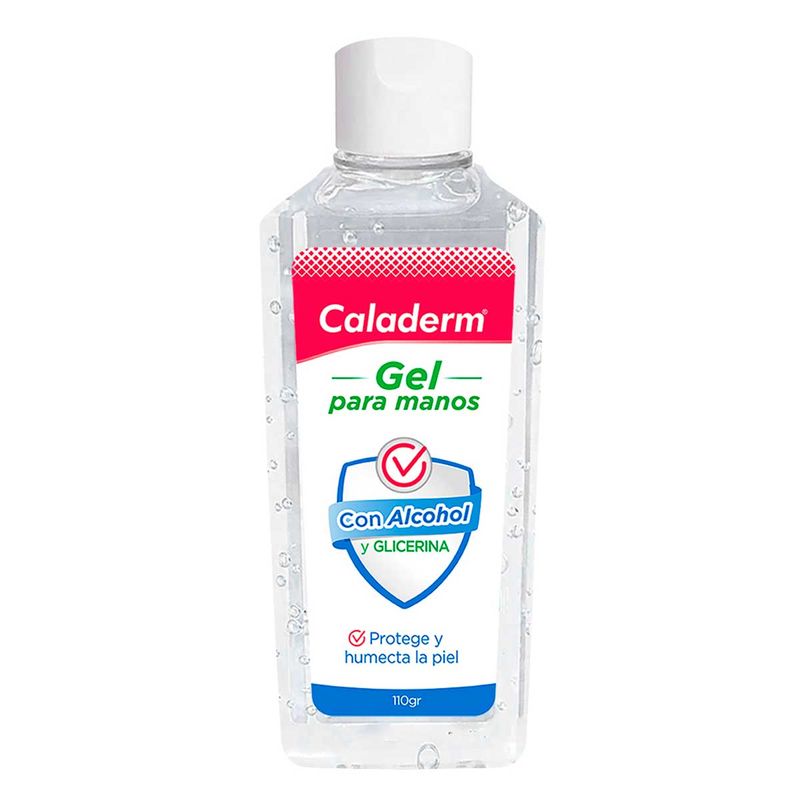 Caladerm®
Gel
para manos
Con Alcohol
y GLICERINA
Protege y
humecta la piel
110gr